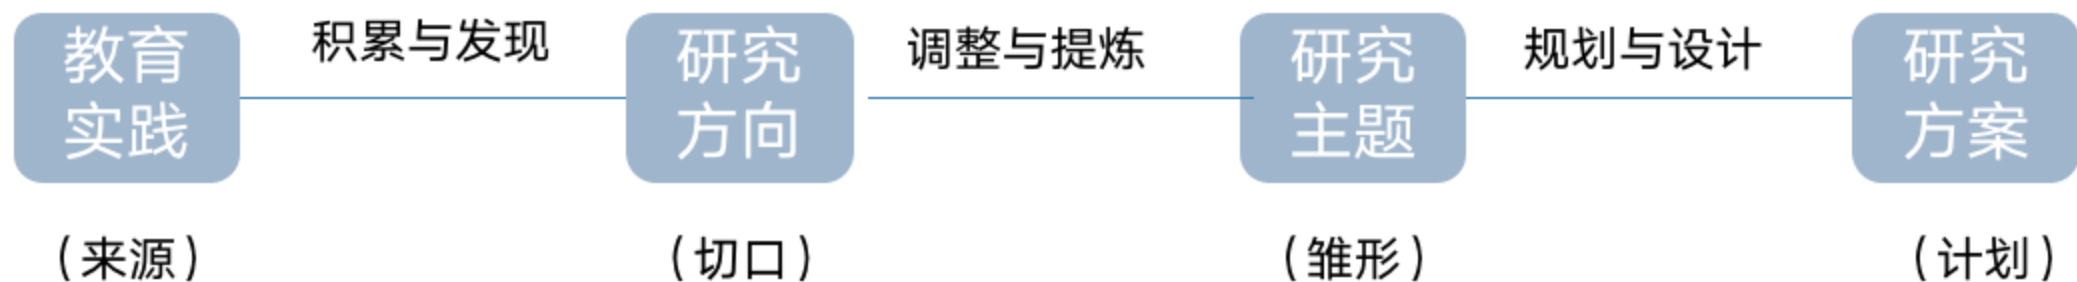 教育
实践
积累与发现
研究
方向
调整与提炼
研究
主题
规划与设计
研究
方案
（来源）
（切口）
（雏形）
（计划）